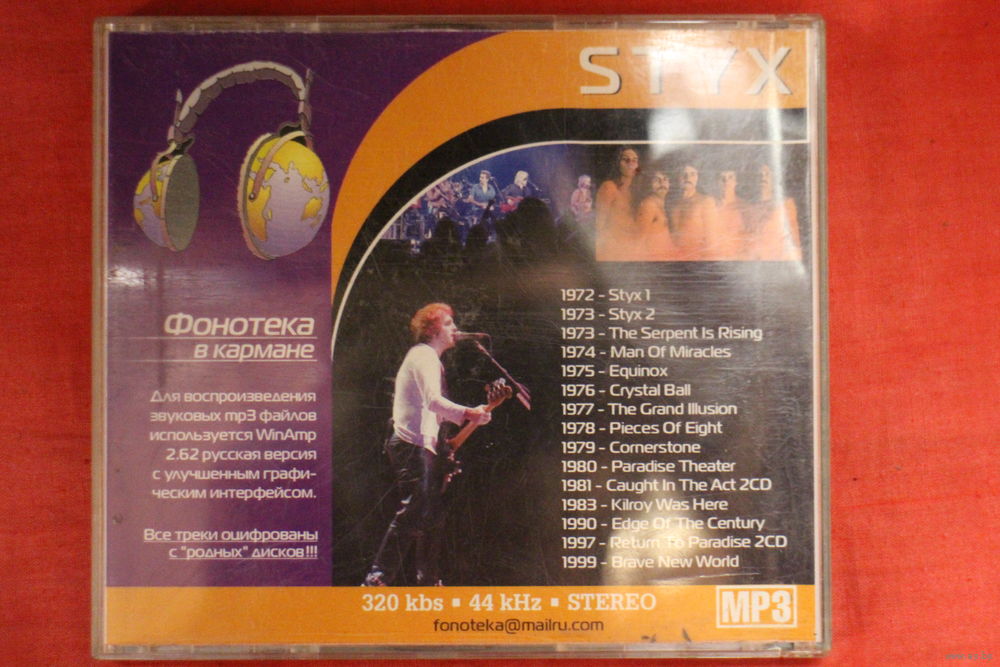 STYX
Фонотека
в кармане
Для воспроизведения
звуковых mp3 файлов
используется WinAmp
2.62 русская версия
с улучшенным графи-
ческим интерфейсом.
Все треки оцифрованы
с "родных" дисков!!!
1972 - Styx 1
1973 - Styx 2
1973 - The Serpent Is Rising
1974 - Man Of Miracles
1975 - Equinox
1976 - Crystal Ball
1977 - The Grand Illusion
1978 - Pieces Of Eight
1979 - Cornerstone
1980 - Paradise Theater
1981 - Caught In The Act 2CD
1983 - Kilroy Was Here
1990 - Edge Of The Century
1997 - Return To Paradise 2CD
1999 - Brave New World
320 kbs ▪ 44 kHz ▪ STEREO
fonoteka@mailru.com
MP3